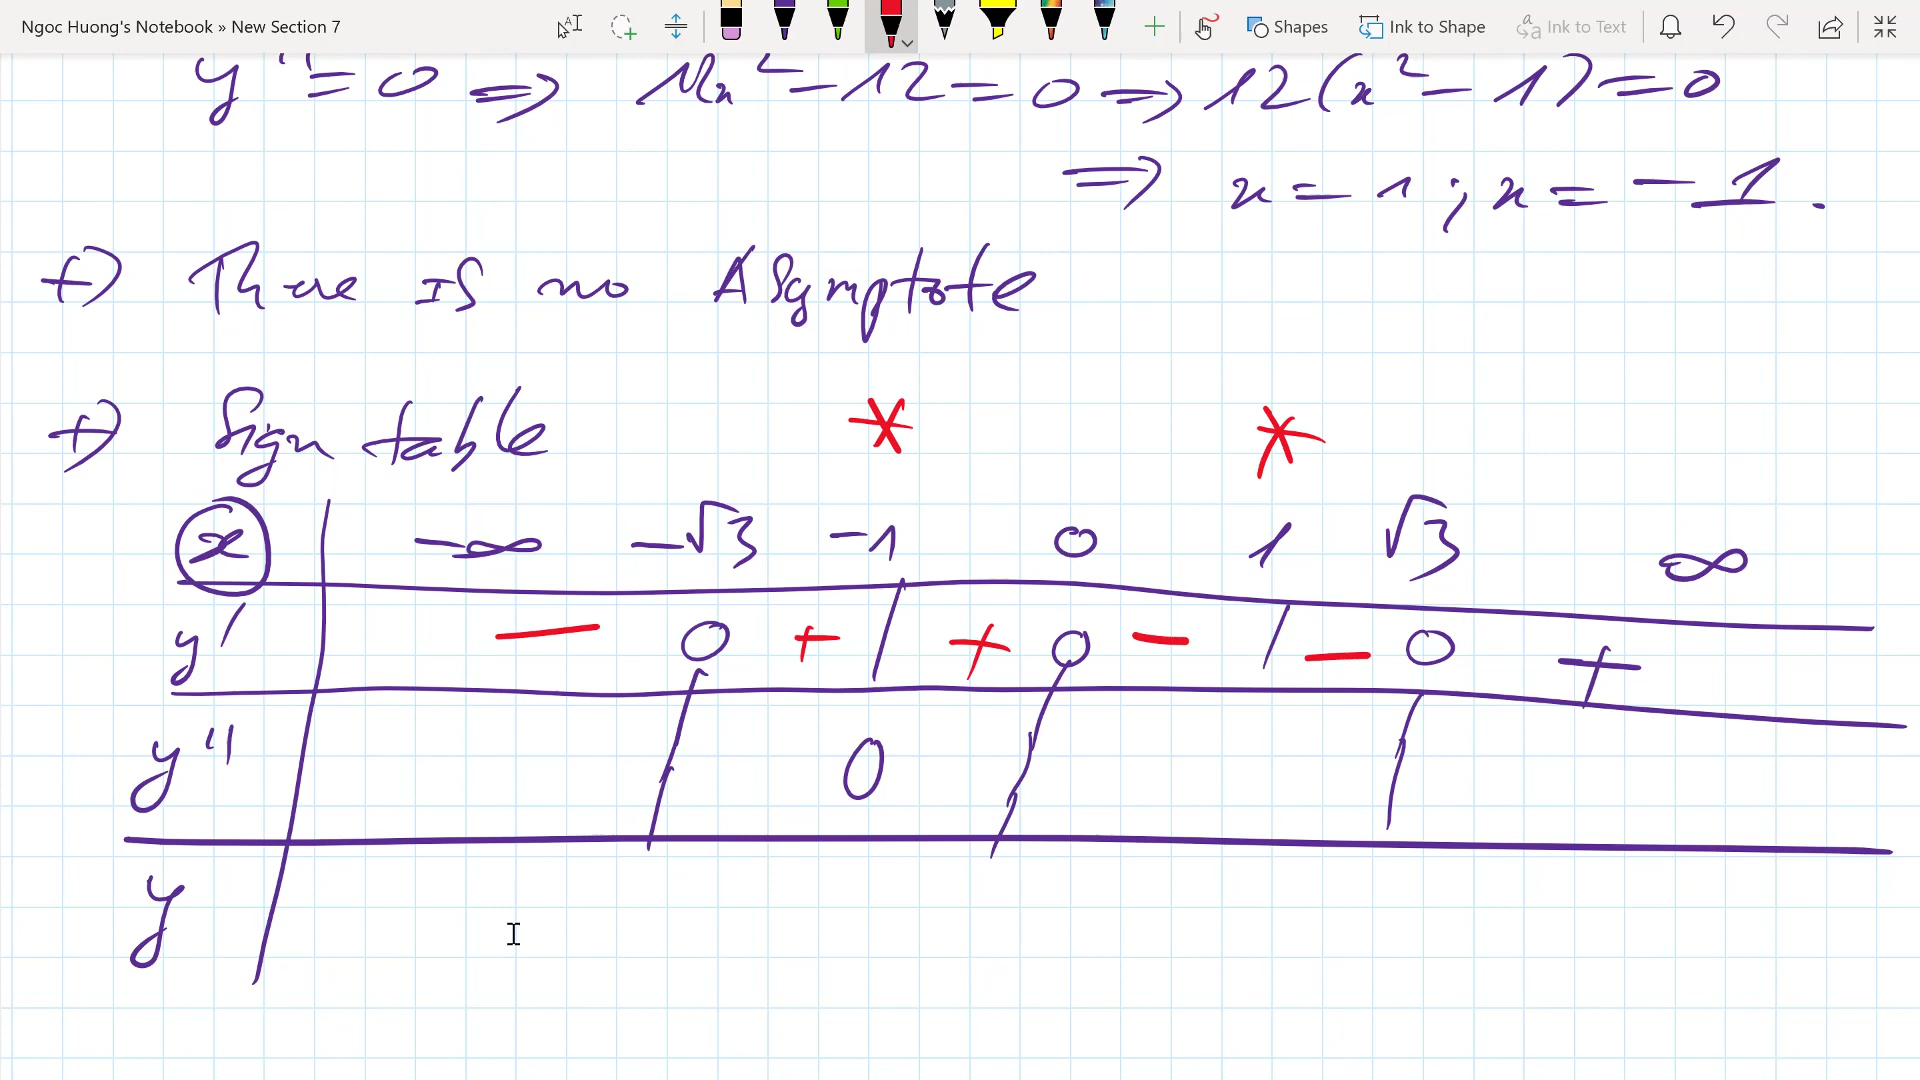 Ngoc Huong's Notebook » New Section 7
Shapes
Ink to Shape
Ink to Text
y'' = 0 ⇒ 12x² - 12 = 0 ⇒ 12(x² - 1) = 0
⇒ x = 1 ; x = -1 .
+) There is no Asymptote
+) Sign table * *
x -∞ -√3 -1 0 1 √3 ∞
y' - 0 + | + 0 - | - 0 +
y'' | 0 | |
y